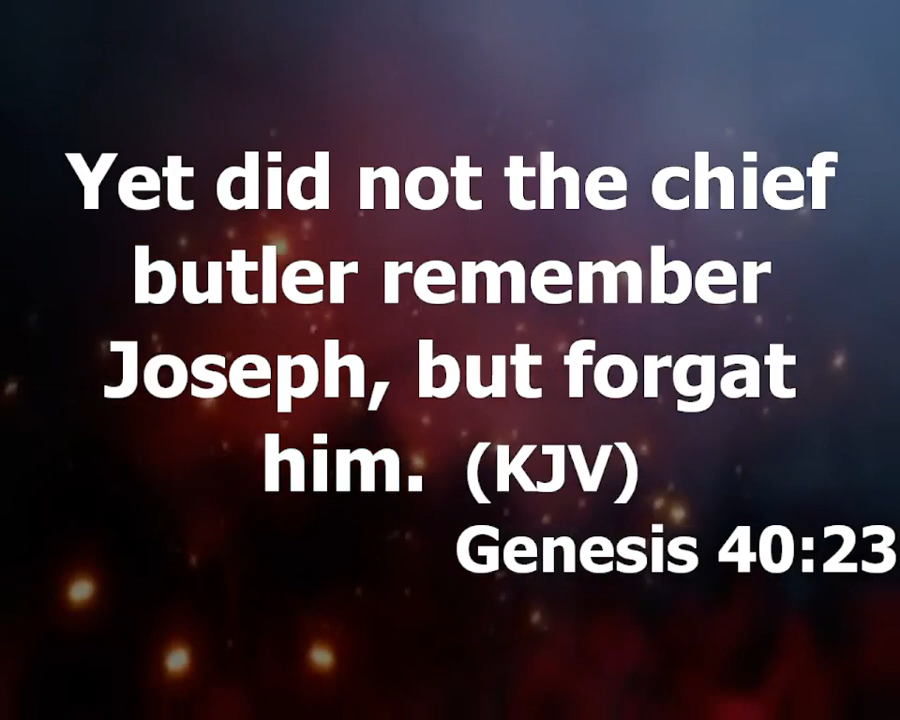 Yet did not the chief
butler remember
Joseph, but forgat
him. (KJV)
Genesis 40:23